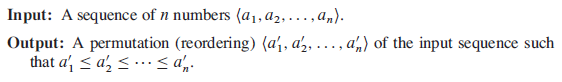 Input: A sequence of n numbers ⟨a₁, a₂, . . . , aₙ⟩.
Output: A permutation (reordering) ⟨a′₁, a′₂, . . . , a′ₙ⟩ of the input sequence such
that a′₁ ≤ a′₂ ≤ ⋯ ≤ a′ₙ.